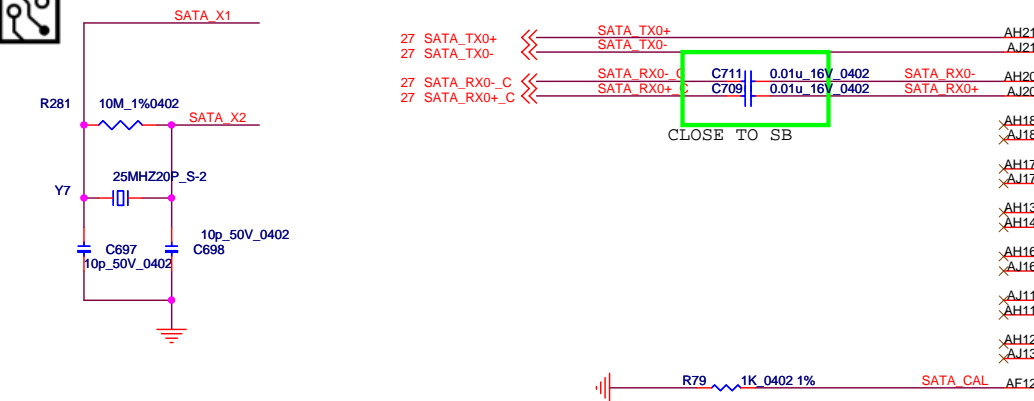 SATA_X1
R281 10M_1%0402
SATA_X2
Y7 25MHZ20P_S-2
10p_50V_0402
C697 C698
10p_50V_0402
27 SATA_TX0+ SATA_TX0+ AH21
27 SATA_TX0- SATA_TX0- AJ21
27 SATA_RX0-_C SATA_RX0-_C C711 0.01u_16V_0402 SATA_RX0- AH20
27 SATA_RX0+_C SATA_RX0+_C C709 0.01u_16V_0402 SATA_RX0+ AJ20
CLOSE TO SB
AH18
AJ18
AH17
AJ17
AH13
AH14
AH16
AJ16
AJ11
AH11
AH12
AJ13
R79 1K_0402 1% SATA_CAL AF12